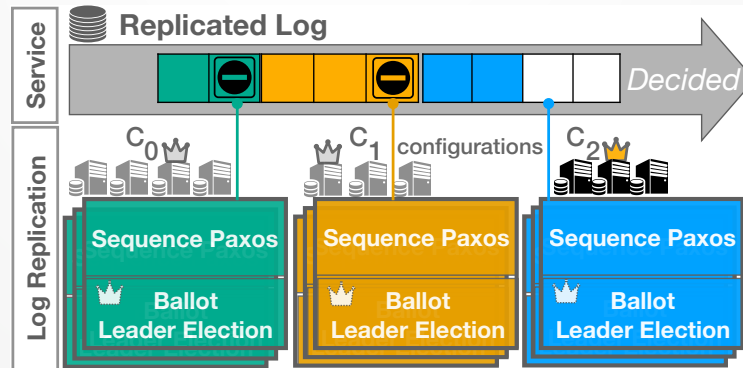 Service
Replicated Log
Decided
Log Replication
C0
C1
configurations
C2
Sequence Paxos
Ballot
Leader Election
Sequence Paxos
Ballot
Leader Election
Sequence Paxos
Ballot
Leader Election